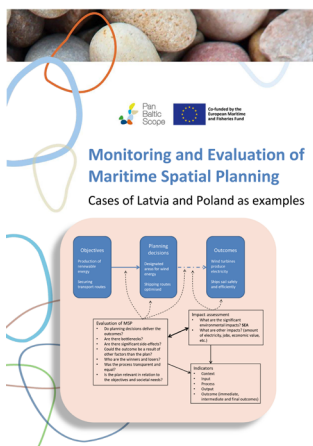 Pan
Baltic
Scope
Co-funded by the
European Maritime
and Fisheries Fund
Monitoring and Evaluation of
Maritime Spatial Planning
Cases of Latvia and Poland as examples
Objectives
Production of
renewable
energy
Securing
transport routes
Planning
decisions
Designated
areas for wind
energy
Shipping routes
optimised
Outcomes
Wind turbines
produce
electricity
Ships sail safely
and efficiently
Evaluation of MSP
• Do planning decisions deliver the
outcomes?
• Are there bottlenecks?
• Are there significant side-effects?
• Could the outcome be a result of
other factors than the plan?
• Who are the winners and losers?
• Was the process transparent and
equal?
• Is the plan relevant in relation to
the objectives and societal needs?
Impact assessment
• What are the significant
environmental impacts? SEA
• What are other impacts? (amount
of electricity, jobs, economic value,
etc.)
Indicators
• Context
• Input
• Process
• Output
• Outcome (immediate,
intermediate and final outcomes)